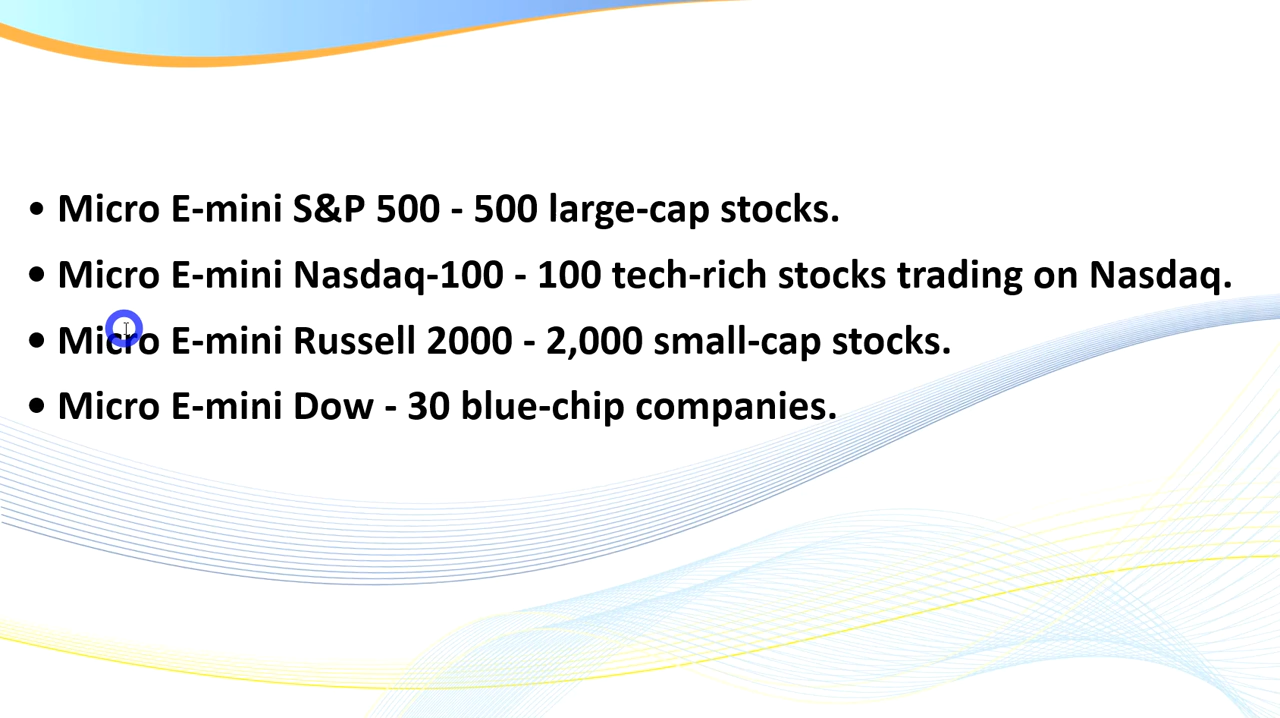 • Micro E-mini S&P 500 - 500 large-cap stocks.
• Micro E-mini Nasdaq-100 - 100 tech-rich stocks trading on Nasdaq.
• Micro E-mini Russell 2000 - 2,000 small-cap stocks.
• Micro E-mini Dow - 30 blue-chip companies.